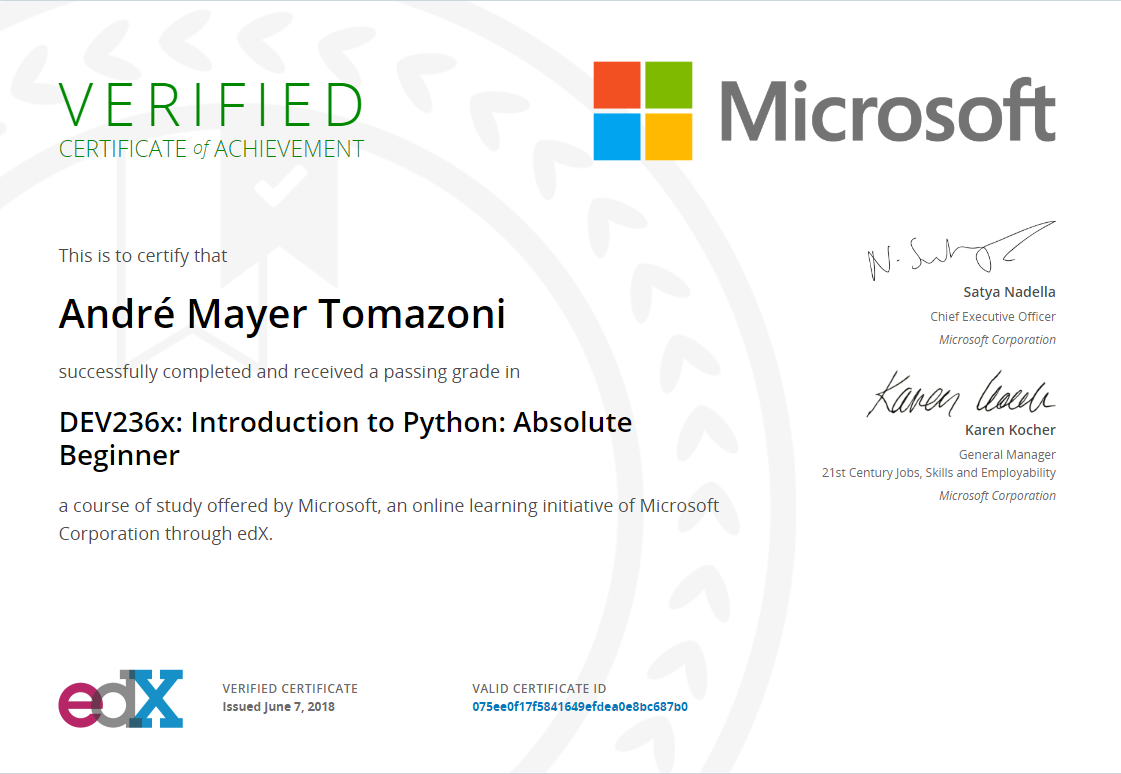 VERIFIED
CERTIFICATE of ACHIEVEMENT
Microsoft
This is to certify that
André Mayer Tomazoni
successfully completed and received a passing grade in
DEV236x: Introduction to Python: Absolute
Beginner
a course of study offered by Microsoft, an online learning initiative of Microsoft
Corporation through edX.
N. Satya
Satya Nadella
Chief Executive Officer
Microsoft Corporation
Karen Kocher
Karen Kocher
General Manager
21st Century Jobs, Skills and Employability
Microsoft Corporation
edX
VERIFIED CERTIFICATE
Issued June 7, 2018
VALID CERTIFICATE ID
075ee0f17f5841649efdea0e8bc687b0